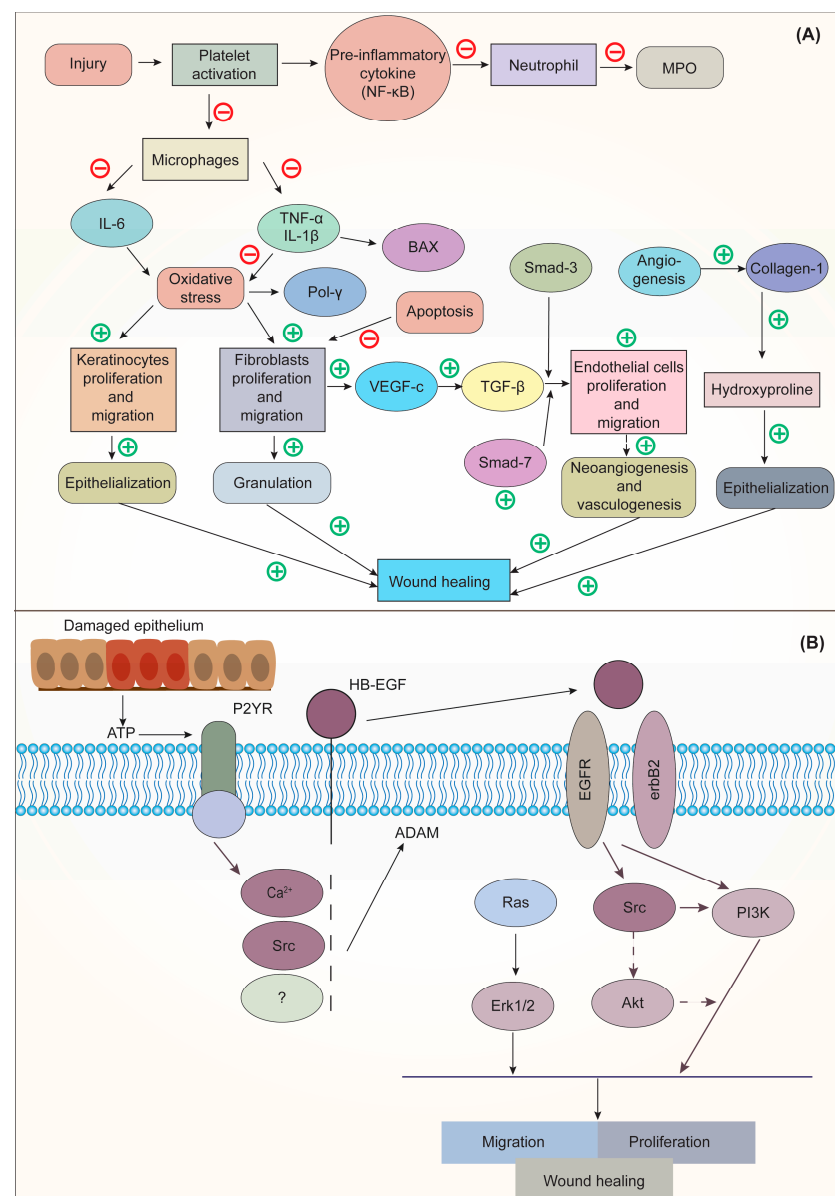 (A)
Injury
Platelet
activation
Pre-inflammatory
cytokine
(NF-κB)
Neutrophil
MPO
Microphages
IL-6
TNF-α
IL-1β
BAX
Oxidative
stress
Pol-γ
Apoptosis
Smad-3
Angio-
genesis
Collagen-1
Keratinocytes
proliferation
and
migration
Fibroblasts
proliferation
and
migration
VEGF-c
TGF-β
Endothelial cells
proliferation
and
migration
Hydroxyproline
Smad-7
Epithelialization
Granulation
Neoangiogenesis
and
vasculogenesis
Epithelialization
Wound healing
(B)
Damaged epithelium
ATP
P2YR
HB-EGF
EGFR
erbB2
ADAM
Ca²⁺
Src
?
Ras
Src
PI3K
Erk1/2
Akt
Migration
Proliferation
Wound healing